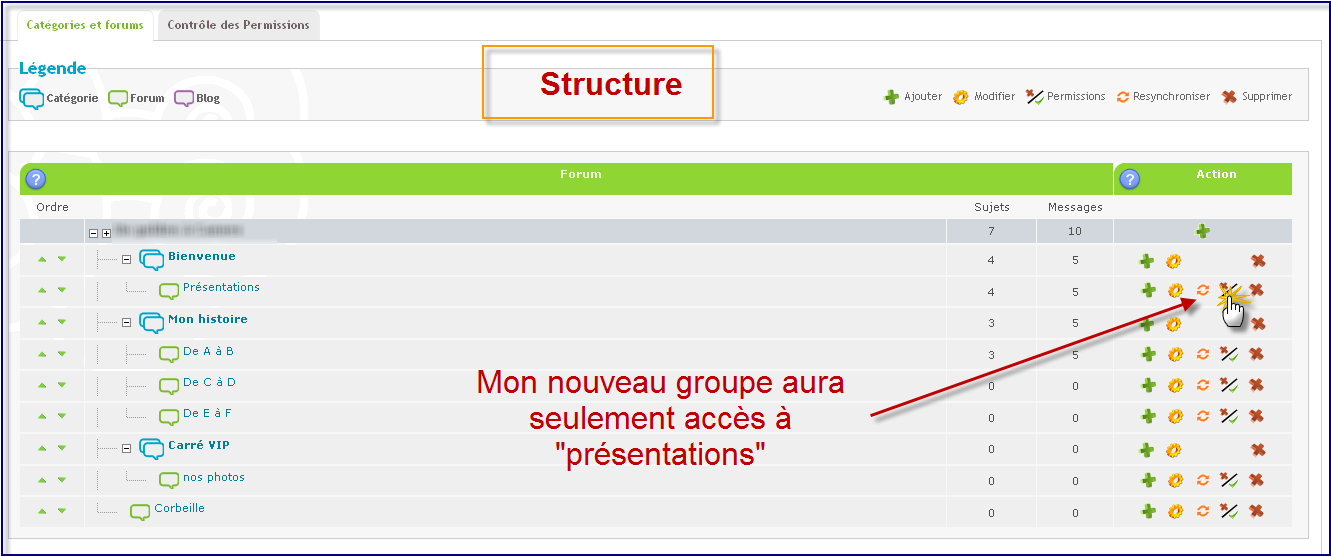 Catégories et forums Contrôle des Permissions
Légende
Structure
Catégorie Forum Blog
Ajouter Modifier Permissions Resynchroniser Supprimer
? Forum ? Action
Ordre Sujets Messages
7 10
Bienvenue 4 5
Présentations 4 5
Mon histoire 3 5
De A à B 3 5
De C à D 0 0
De E à F 0 0
Carré VIP 0 0
nos photos 0 0
Corbeille 0 0
Mon nouveau groupe aura
seulement accès à
"présentations"